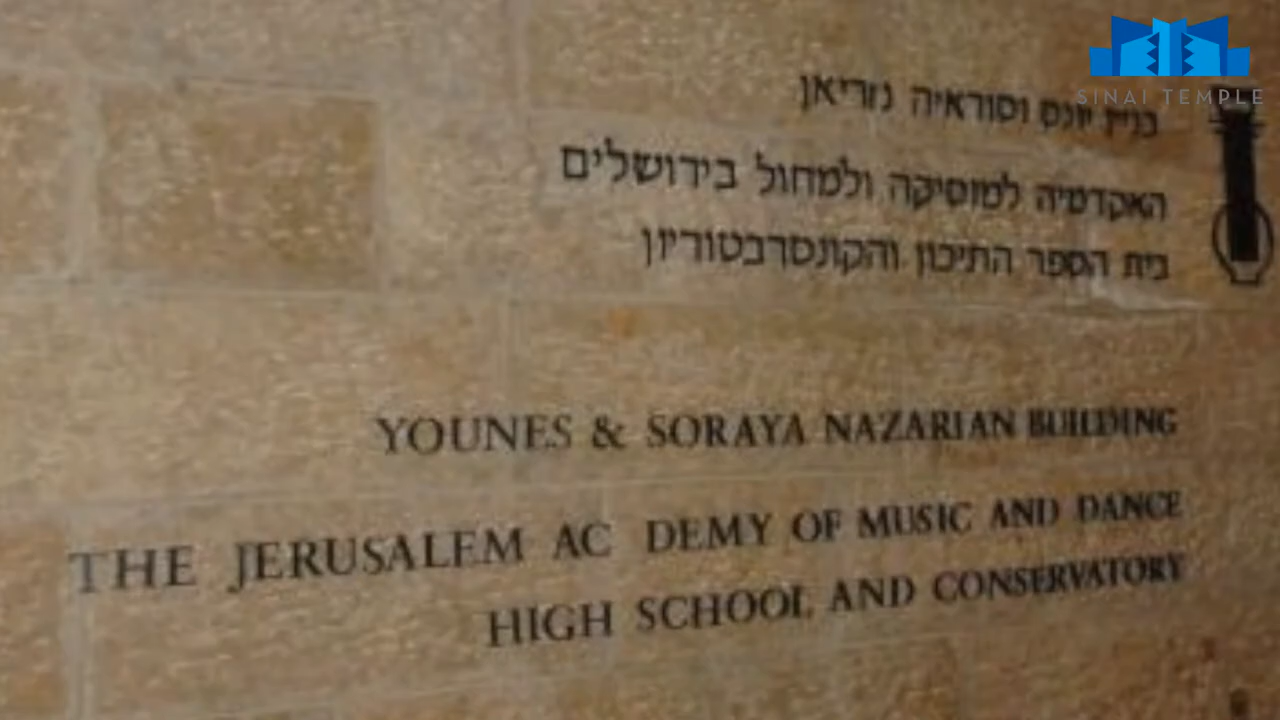 SINAI TEMPLE
בנין יונס וסוראיה נזריאן
האקדמיה למוסיקה ולמחול בירושלים
בית הספר התיכון והקונסרבטוריון
YOUNES & SORAYA NAZARIAN BUILDING
THE JERUSALEM AC DEMY OF MUSIC AND DANCE
HIGH SCHOOL AND CONSERVATORY